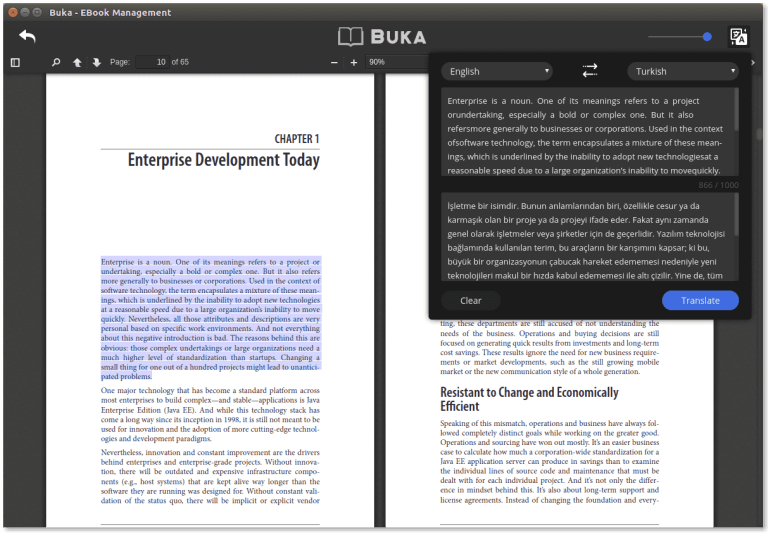 Buka - EBook Management
BUKA
Page: 10 of 65
90%
English
Turkish
Enterprise is a noun. One of its meanings refers to a project
orundertaking, especially a bold or complex one. But it also
refersmore generally to businesses or corporations. Used in the context
ofsoftware technology, the term encapsulates a mixture of these mean-
ings, which is underlined by the inability to adopt new technologiesat a
reasonable speed due to a large organization's inability to movequickly.
866 / 1000
İşletme bir isimdir. Bunun anlamlarından biri, özellikle cesur ya da
karmaşık olan bir proje ya da projeyi ifade eder. Fakat aynı zamanda
genel olarak işletmeler veya şirketler için de geçerlidir. Yazılım teknolojisi
bağlamında kullanılan terim, bu araçların bir karışımını kapsar; ki bu,
büyük bir organizasyonun çabucak hareket edememesi nedeniyle yeni
teknolojileri makul bir hızda kabul edememesi ile altı çizilir. Yine de, tüm
Clear
Translate
CHAPTER 1
Enterprise Development Today
Enterprise is a noun. One of its meanings refers to a project or
undertaking, especially a bold or complex one. But it also refers
more generally to businesses or corporations. Used in the context of
software technology, the term encapsulates a mixture of these mean-
ings, which is underlined by the inability to adopt new technologies
at a reasonable speed due to a large organization's inability to move
quickly. Nevertheless, all those attributes and descriptions are very
personal based on specific work environments. And not everything
about this negative introduction is bad. The reasons behind this are
obvious: those complex undertakings or large organizations need a
much higher level of standardization than startups. Changing a
small thing for one out of a hundred projects might lead to unantici-
pated problems.
One major technology that has become a standard platform across
most enterprises to build complex—and stable—applications is Java
Enterprise Edition (Java EE). And while this technology stack has
come a long way since its inception in 1998, it is still not meant to be
used for innovation and the adoption of more cutting-edge technol-
ogies and development paradigms.
Nevertheless, innovation and constant improvement are the drivers
behind enterprises and enterprise-grade projects. Without innova-
tion, there will be outdated and expensive infrastructure compo-
nents (e.g., host systems) that are kept alive way longer than the
software they are running was designed for. Without constant vali-
dation of the status quo, there will be implicit or explicit vendor
ting, these departments are still accused of not understanding the
needs of the business. Operations and buying decisions are still
focused on generating quick results from investments and long-term
cost savings. These results ignore the need for new business require-
ments or market developments, such as the still growing mobile
market or the new communication style of a whole generation.
Resistant to Change and Economically
Efficient
Speaking of this mismatch, operations and business have always fol-
lowed completely distinct goals while working on the greater good.
Operations and sourcing have won out mostly. It's an easier business
case to calculate how much a corporation-wide standardization for a
Java EE application server can produce in savings than to examine
the individual lines of source code and maintenance that must be
dealt with for each individual project. And it's not only the differ-
ence in mindset behind this. It's also about long-term support and
license agreements. Instead of changing the foundation and every-